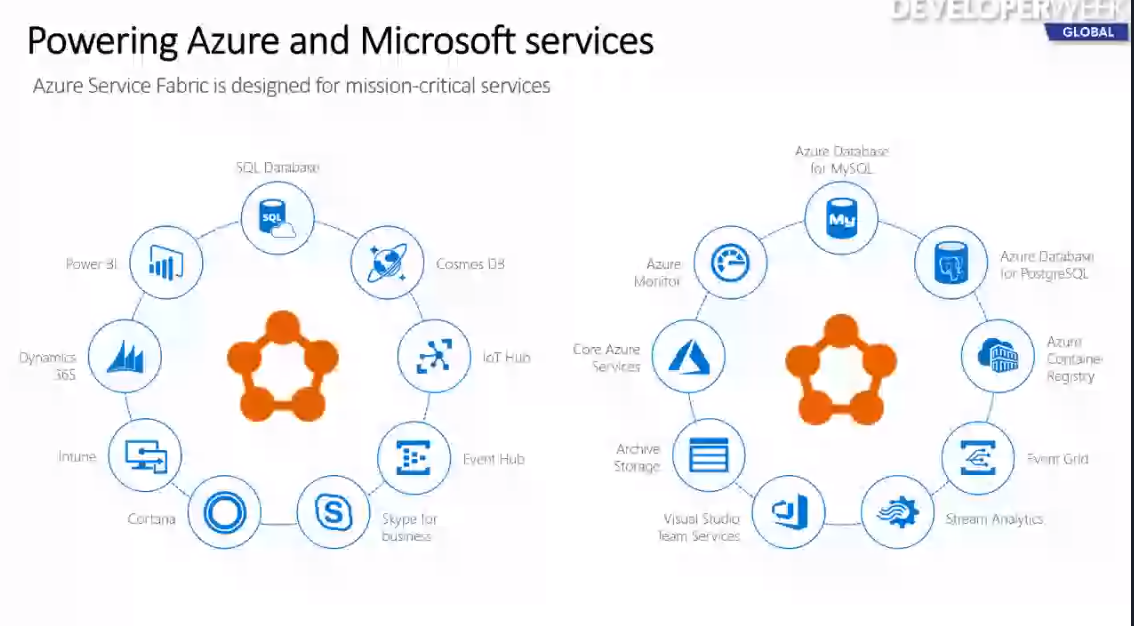 DEVELOPERWEEK
GLOBAL
Powering Azure and Microsoft services
Azure Service Fabric is designed for mission-critical services
SQL Database
SQL
Power BI
Cosmos DB
Dynamics
365
IoT Hub
Intune
Event Hub
Cortana
S
Skype for
business
Azure Database
for MySQL
My
Azure
Monitor
Azure Database
for PostgreSQL
Core Azure
Services
Azure
Container
Registry
Archive
Storage
Event Grid
Visual Studio
Team Services
Stream Analytics